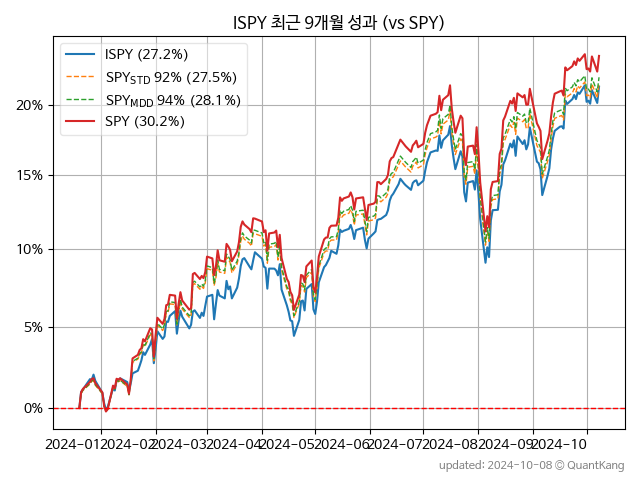 ISPY 최근 9개월 성과 (vs SPY)
ISPY (27.2%)
SPY_STD 92% (27.5%)
SPY_MDD 94% (28.1%)
SPY (30.2%)
20%
15%
10%
5%
0%
2024-01 2024-02 2024-03 2024-04 2024-05 2024-06 2024-07 2024-08 2024-09 2024-10
updated: 2024-10-08 © QuantKang